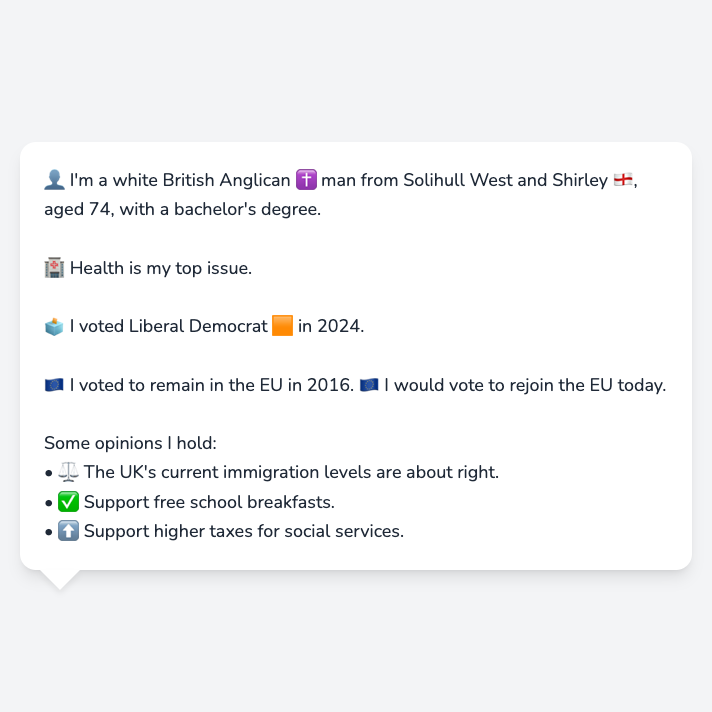 👤 I'm a white British Anglican ✝️ man from Solihull West and Shirley 🏴󠁧󠁢󠁥󠁮󠁧󠁿,
aged 74, with a bachelor's degree.
🏥 Health is my top issue.
🗳️ I voted Liberal Democrat 🟧 in 2024.
🇪🇺 I voted to remain in the EU in 2016. 🇪🇺 I would vote to rejoin the EU today.
Some opinions I hold:
• ⚖️ The UK's current immigration levels are about right.
• ✅ Support free school breakfasts.
• ⬆️ Support higher taxes for social services.